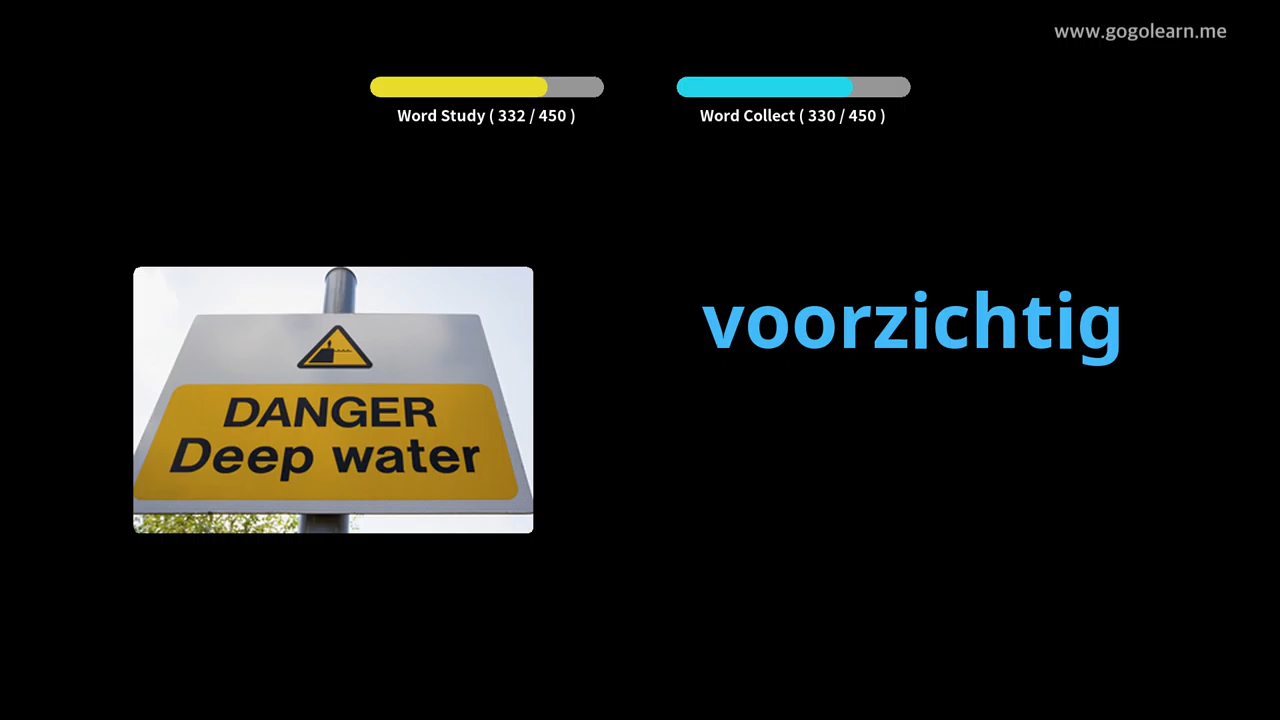 www.gogolearn.me
Word Study ( 332 / 450 )
Word Collect ( 330 / 450 )
DANGER
Deep water
voorzichtig